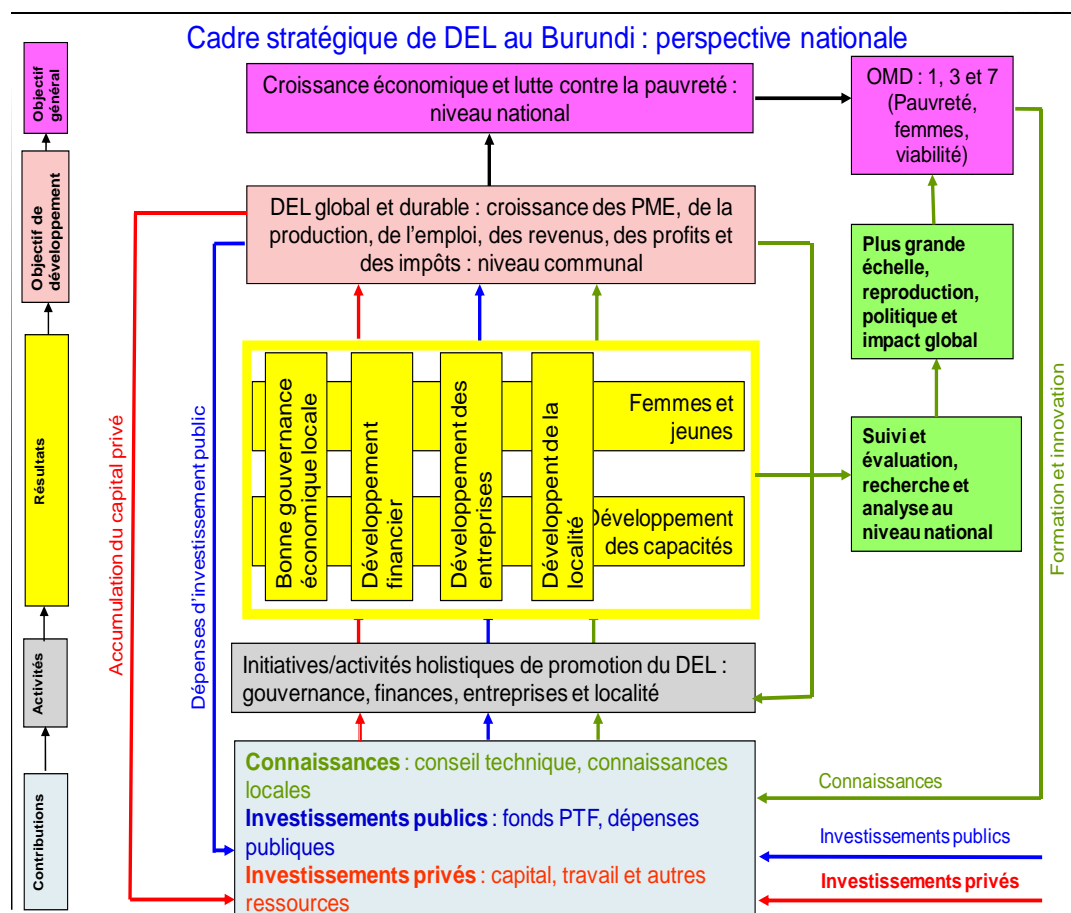 Cadre stratégique de DEL au Burundi : perspective nationale
Objectif
général
Objectif de
développement
Résultats
Activités
Contributions
Accumulation du capital privé
Dépenses d’investissement public
Croissance économique et lutte contre la pauvreté :
niveau national
OMD : 1, 3 et 7
(Pauvreté,
femmes,
viabilité)
DEL global et durable : croissance des PME, de la
production, de l’emploi, des revenus, des profits et
des impôts : niveau communal
Plus grande
échelle,
reproduction,
politique et
impact global
Bonne gouvernance
économique locale
Développement
financier
Développement des
entreprises
Développent de la
localité
Femmes et
jeunes
Développement
des capacités
Suivi et
évaluation,
recherche et
analyse au
niveau national
Formation et innovation
Initiatives/activités holistiques de promotion du DEL :
gouvernance, finances, entreprises et localité
Connaissances : conseil technique, connaissances
locales
Investissements publics : fonds PTF, dépenses
publiques
Investissements privés : capital, travail et autres
ressources
Connaissances
Investissements publics
Investissements privés